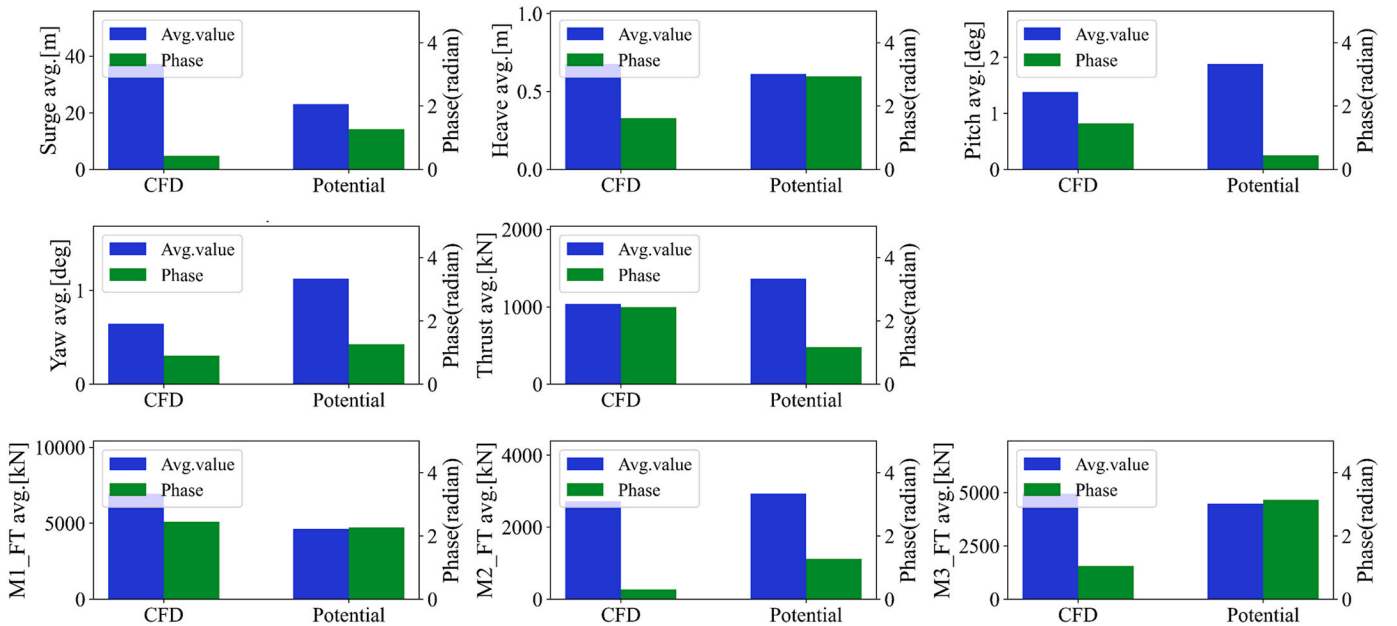 Surge avg.[m]
40
20
0
Avg.value
Phase
CFD
Potential
4
2
0
Phase(radian)
Heave avg.[m]
1.0
0.5
0.0
Avg.value
Phase
CFD
Potential
4
2
0
Phase(radian)
Pitch avg.[deg]
2
1
0
Avg.value
Phase
CFD
Potential
4
2
0
Phase(radian)
Yaw avg.[deg]
1
0
Avg.value
Phase
CFD
Potential
4
2
0
Phase(radian)
Thrust avg.[kN]
2000
1000
0
Avg.value
Phase
CFD
Potential
4
2
0
Phase(radian)
M1_FT avg.[kN]
10000
5000
0
Avg.value
Phase
CFD
Potential
4
2
0
Phase(radian)
M2_FT avg.[kN]
4000
2000
0
Avg.value
Phase
CFD
Potential
4
2
0
Phase(radian)
M3_FT avg.[kN]
5000
2500
0
Avg.value
Phase
CFD
Potential
4
2
0
Phase(radian)